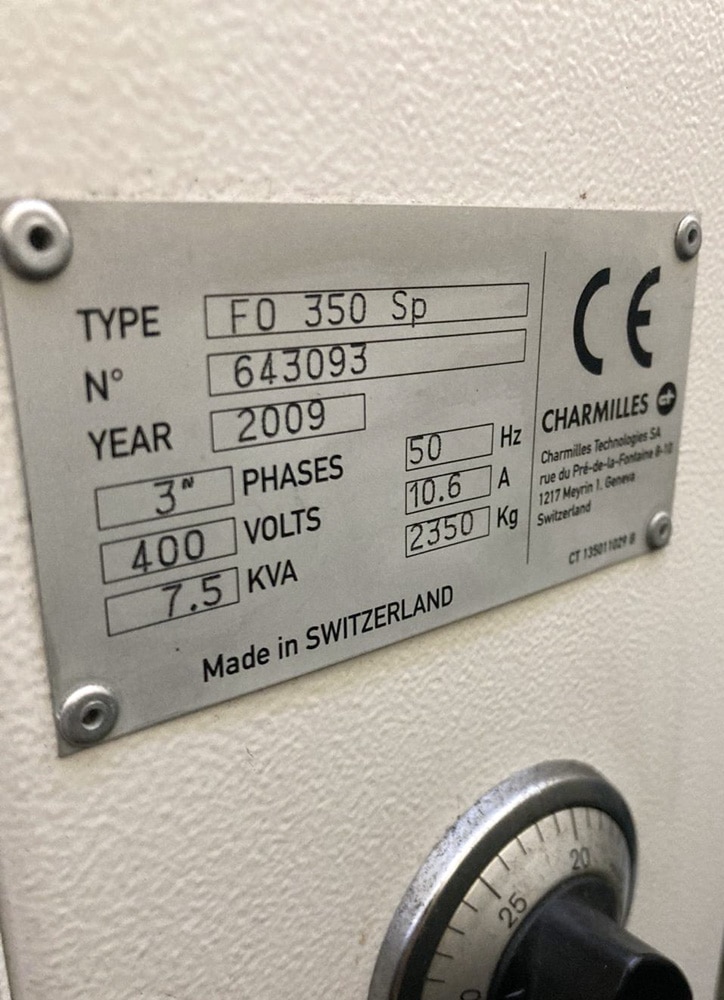 TYPE FO 350 Sp
N° 643093
YEAR 2009
3~ PHASES 50 Hz
400 VOLTS 10.6 A
7.5 KVA 2350 Kg
Made in SWITZERLAND
CE
CHARMILLES
Charmilles Technologies SA
rue du Pré-de-la-Fontaine 8-10
1217 Meyrin 1, Geneva
Switzerland
CT 135011029 B
20
25